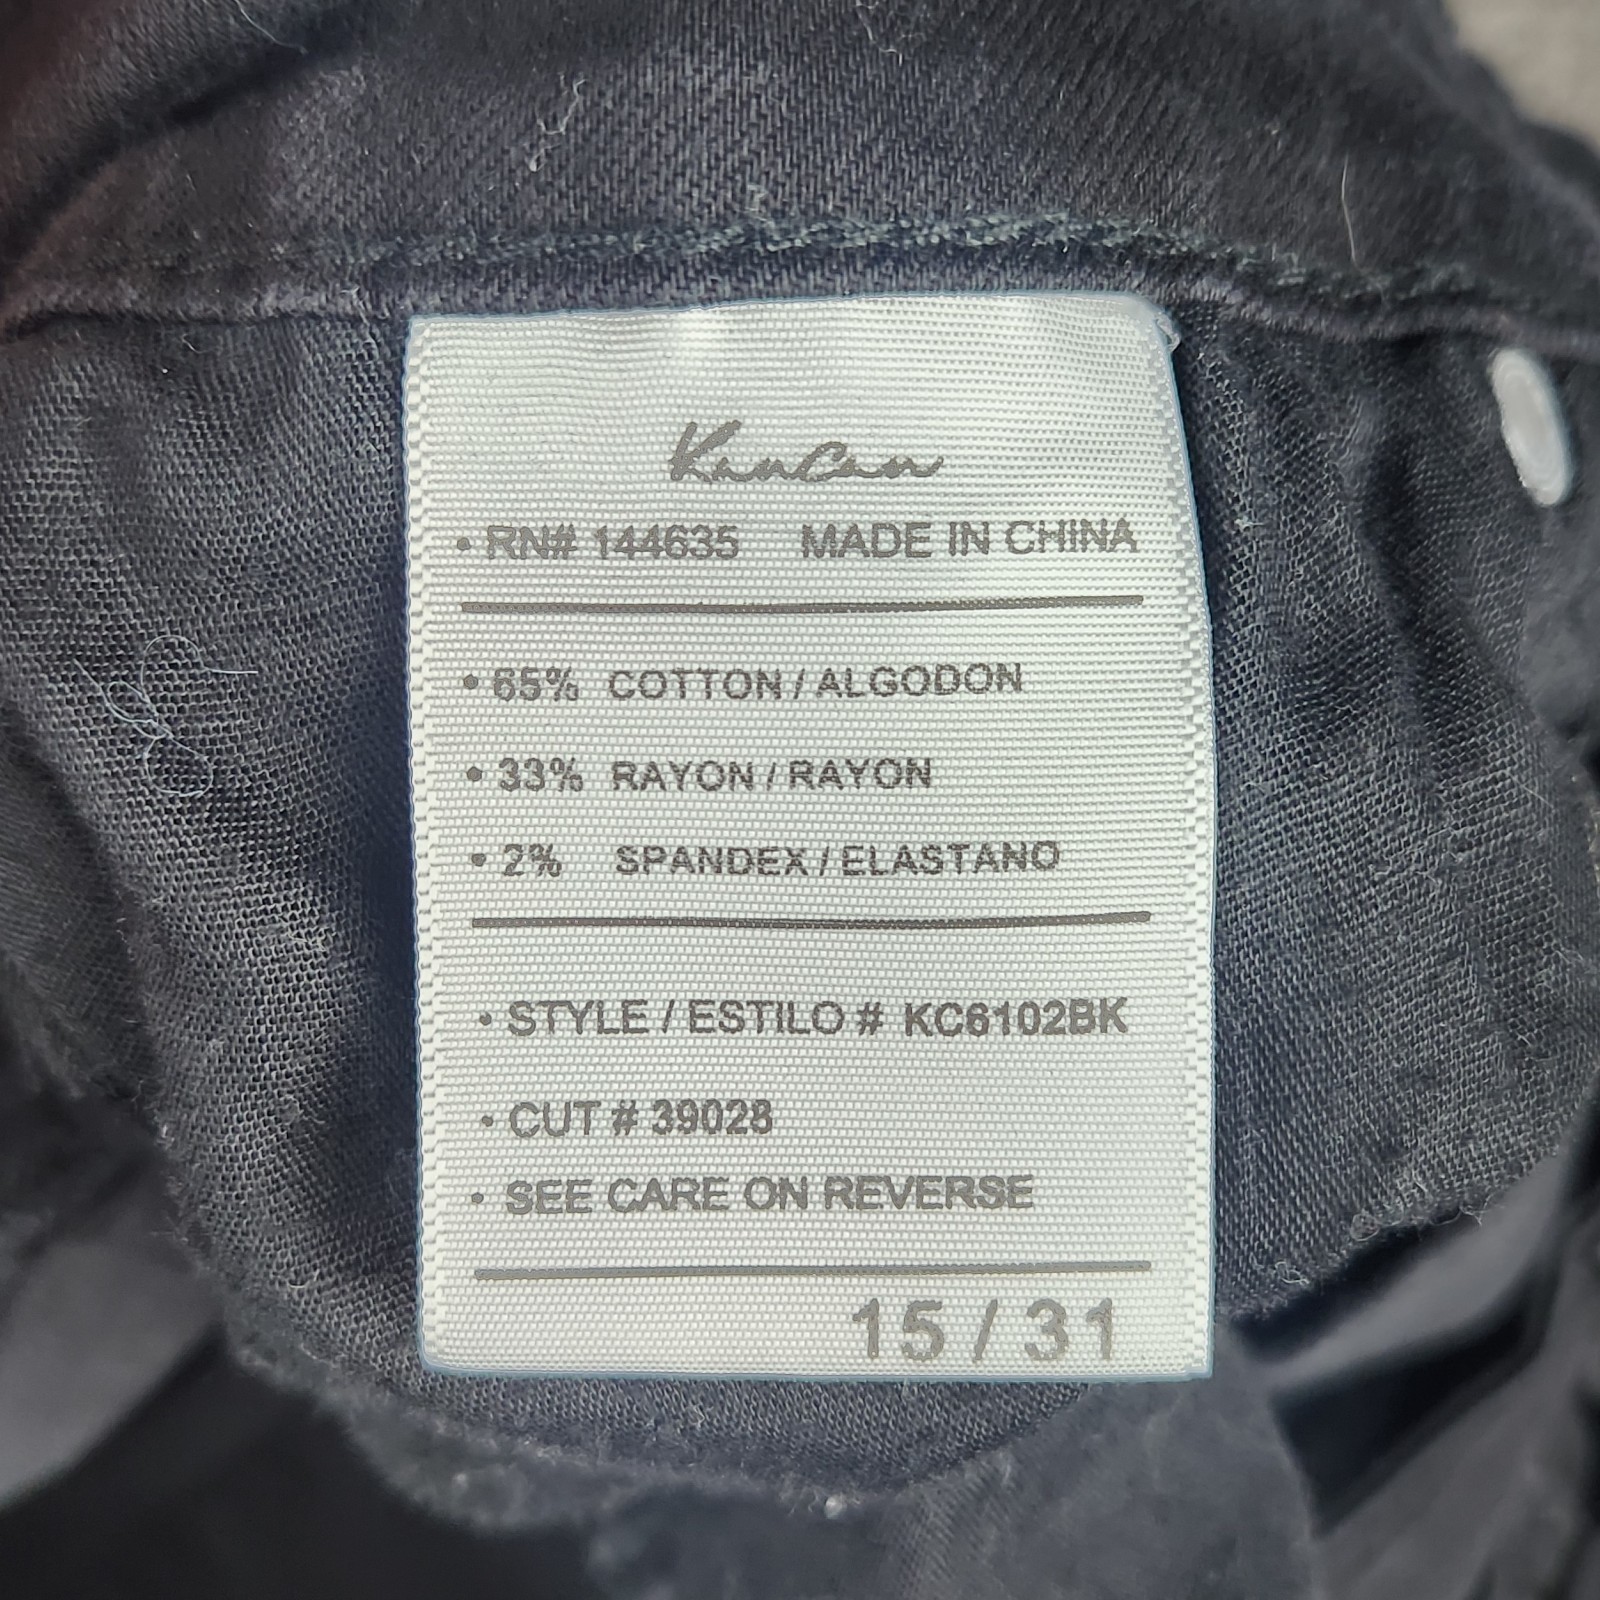 KanCan
• RN# 144635 MADE IN CHINA
• 65% COTTON / ALGODON
• 33% RAYON / RAYON
• 2% SPANDEX / ELASTANO
• STYLE / ESTILO # KC6102BK
• CUT # 39028
• SEE CARE ON REVERSE
15 / 31